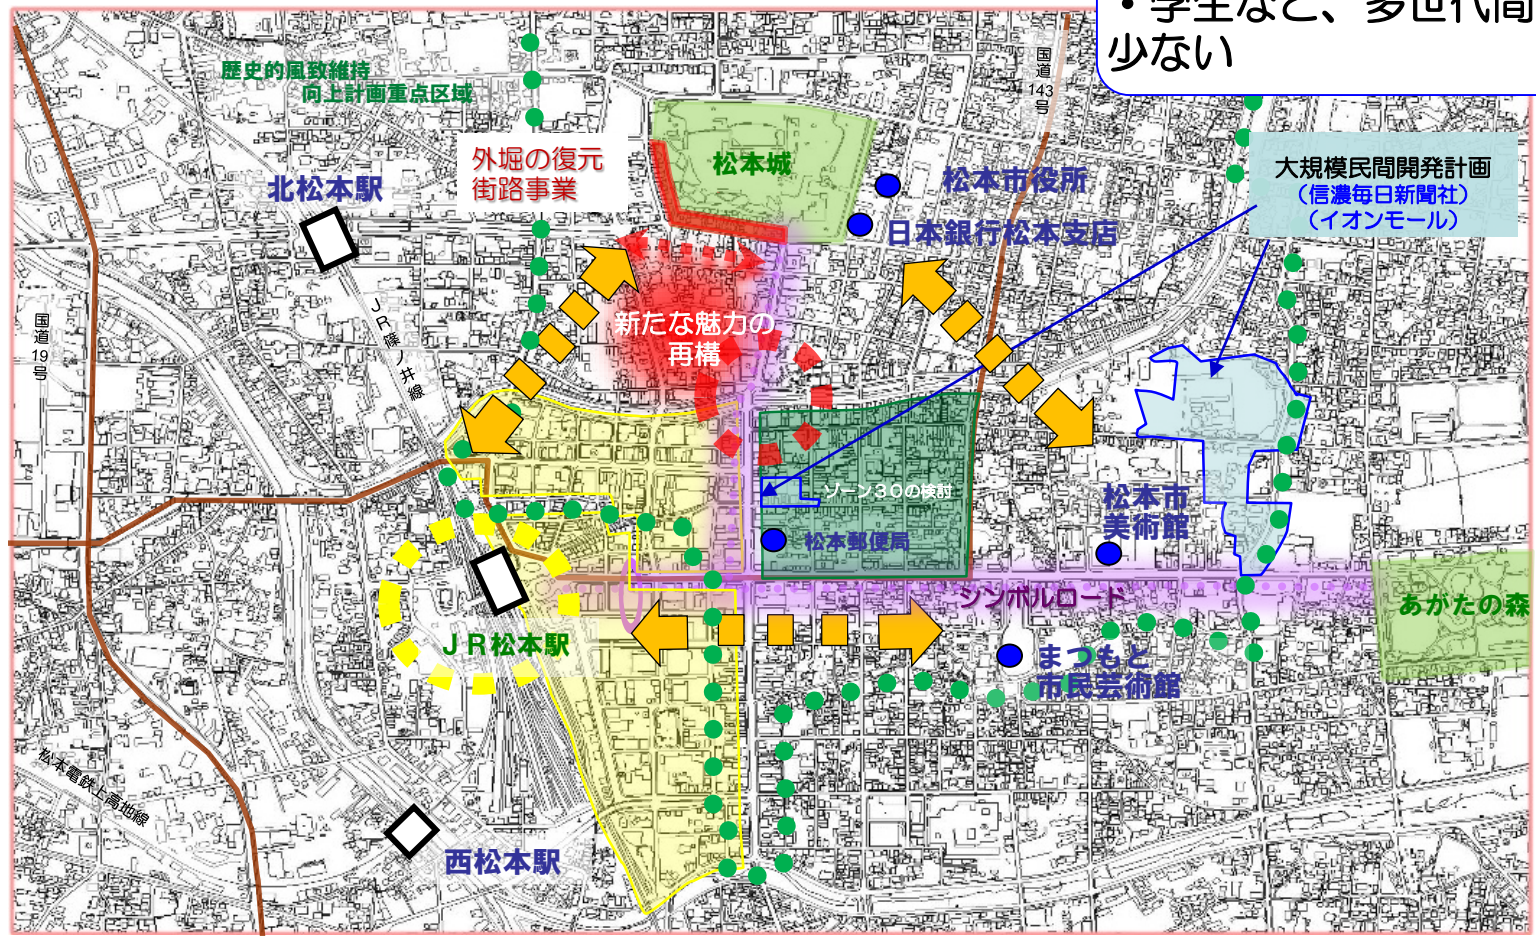 ・学生など、多世代間
少ない
国道143号
歴史的風致維持
向上計画重点区域
外堀の復元
街路事業
松本城
大規模民間開発計画
（信濃毎日新聞社）
（イオンモール）
北松本駅
松本市役所
日本銀行松本支店
国道19号
JR篠ノ井線
新たな魅力の
再構
ゾーン30の検討
松本市
美術館
松本郵便局
シンボルロード
あがたの森
JR松本駅
まつもと
市民芸術館
松本電鉄上高地線
西松本駅